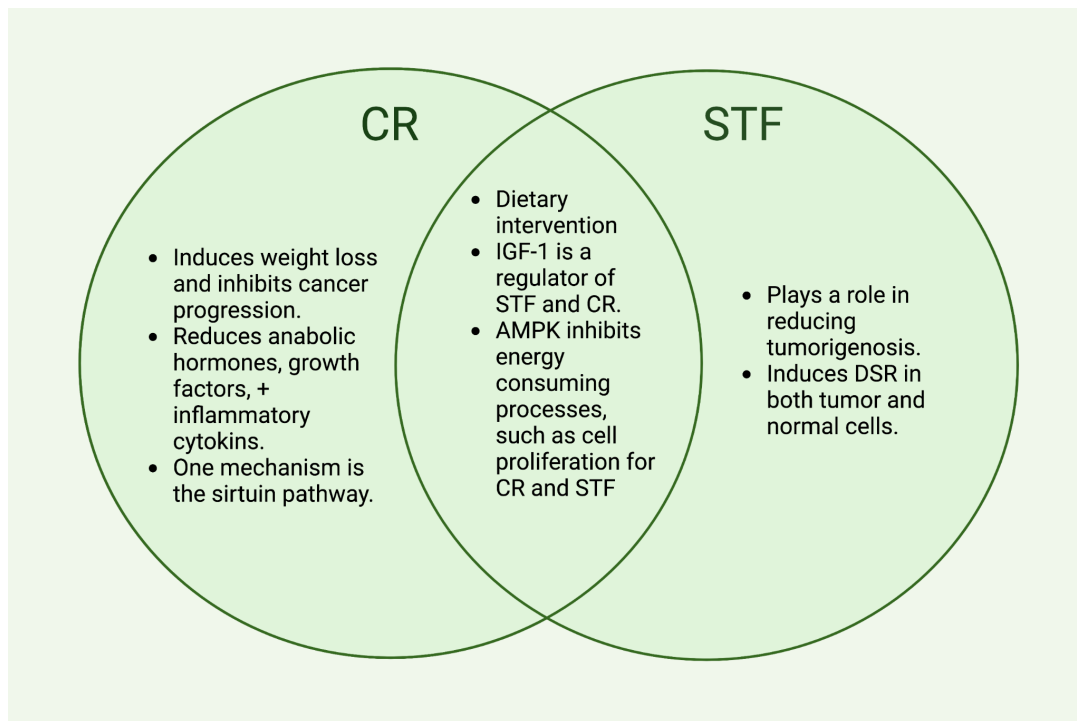 CR
STF
• Induces weight loss
and inhibits cancer
progression.
• Reduces anabolic
hormones, growth
factors, +
inflammatory
cytokins.
• One mechanism is
the sirtuin pathway.
• Dietary
intervention
• IGF-1 is a
regulator of
STF and CR.
• AMPK inhibits
energy
consuming
processes,
such as cell
proliferation for
CR and STF
• Plays a role in
reducing
tumorigenosis.
• Induces DSR in
both tumor and
normal cells.